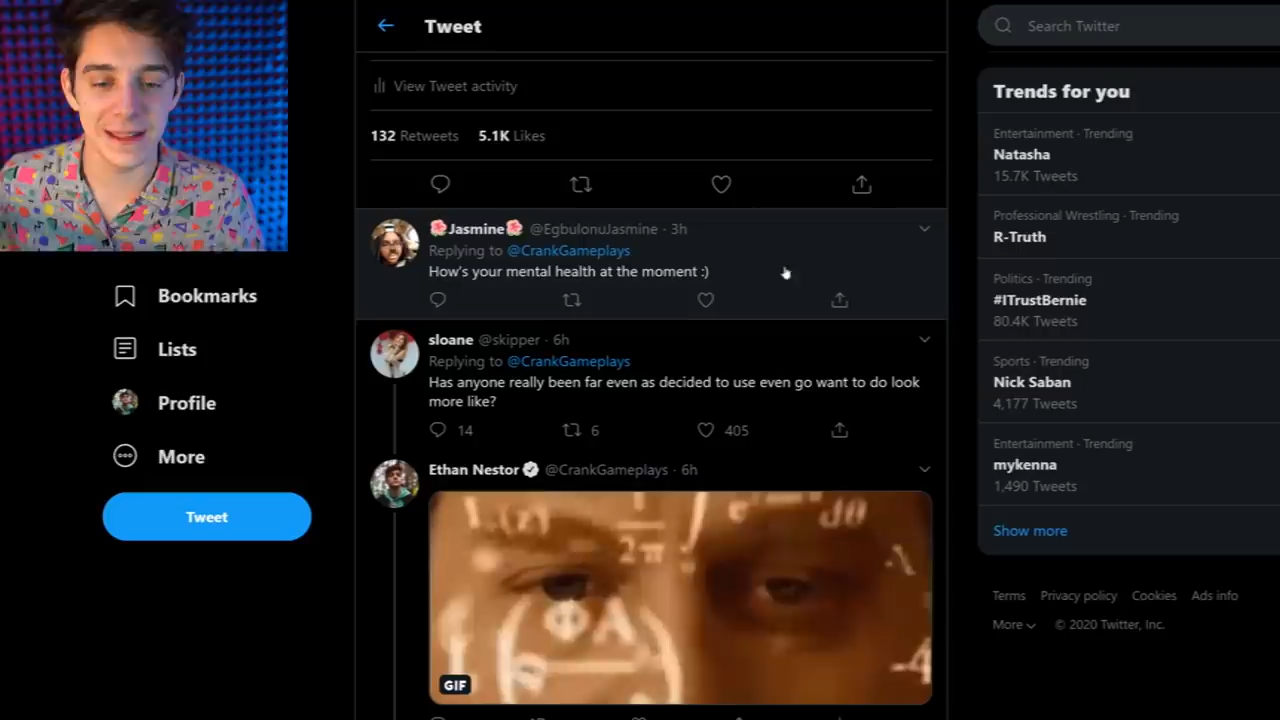 Tweet
Search Twitter
View Tweet activity
132 Retweets 5.1K Likes
🌺Jasmine🌺 @EgbulonuJasmine · 3h
Replying to @CrankGameplays
How's your mental health at the moment :)
sloane @skipper · 6h
Replying to @CrankGameplays
Has anyone really been far even as decided to use even go want to do look
more like?
14 6 405
Ethan Nestor @CrankGameplays · 6h
GIF
Bookmarks
Lists
Profile
More
Tweet
Trends for you
Entertainment · Trending
Natasha
15.7K Tweets
Professional Wrestling · Trending
R-Truth
Politics · Trending
#ITrustBernie
80.4K Tweets
Sports · Trending
Nick Saban
4,177 Tweets
Entertainment · Trending
mykenna
1,490 Tweets
Show more
Terms Privacy policy Cookies Ads info
More © 2020 Twitter, Inc.